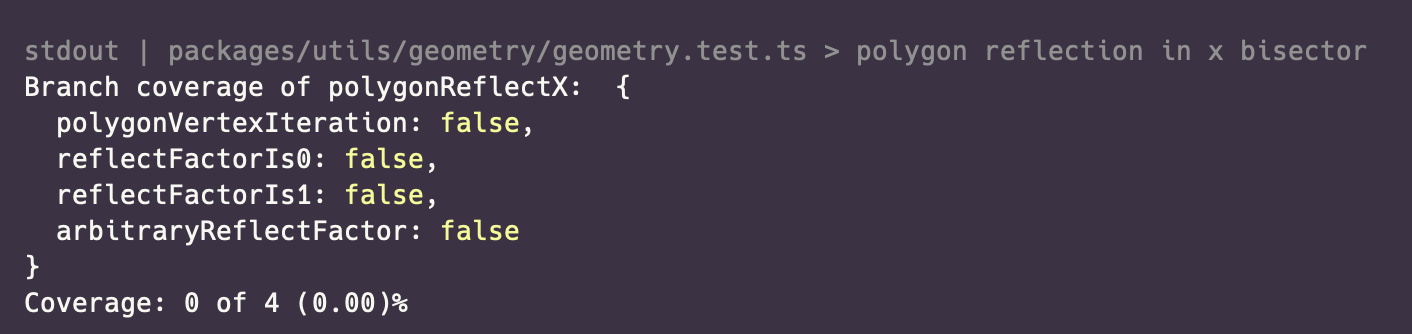 stdout | packages/utils/geometry/geometry.test.ts > polygon reflection in x bisector
Branch coverage of polygonReflectX:  {
  polygonVertexIteration: false,
  reflectFactorIs0: false,
  reflectFactorIs1: false,
  arbitraryReflectFactor: false
}
Coverage: 0 of 4 (0.00)%